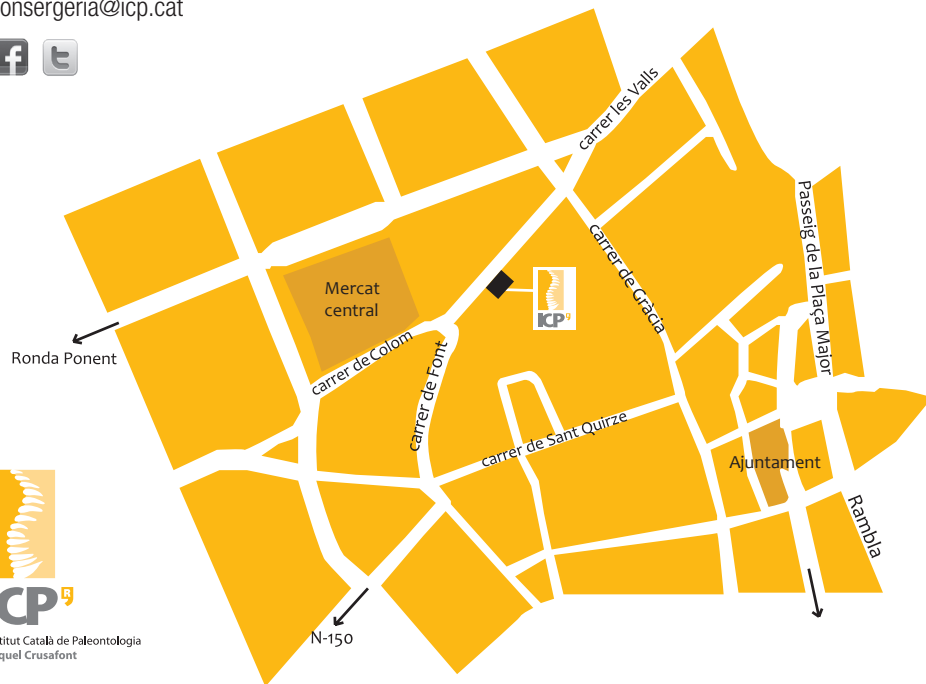 onsergeria@icp.cat
carrer les Valls
Passeig de la Plaça Major
carrer de Gràcia
Mercat
central
ICP
Ronda Ponent
carrer de Colom
carrer de Font
carrer de Sant Quirze
Ajuntament
Rambla
CP R
titut Català de Paleontologia
quel Crusafont
N-150